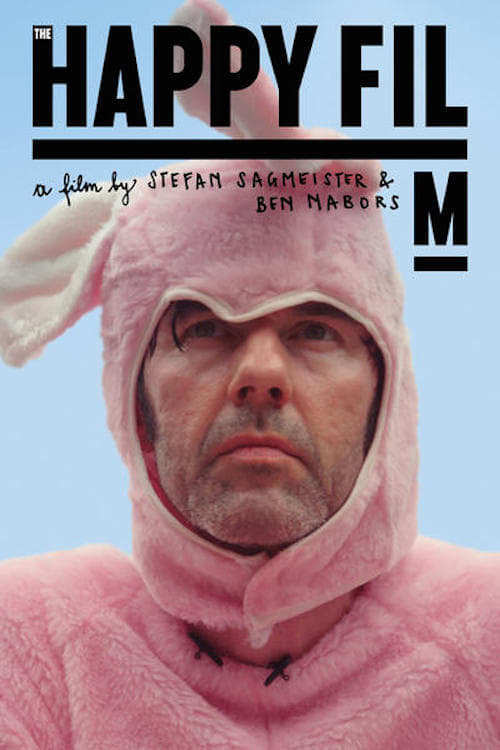 THE
HAPPY FIL
M
a film by STEFAN SAGMEISTER &
BEN NABORS